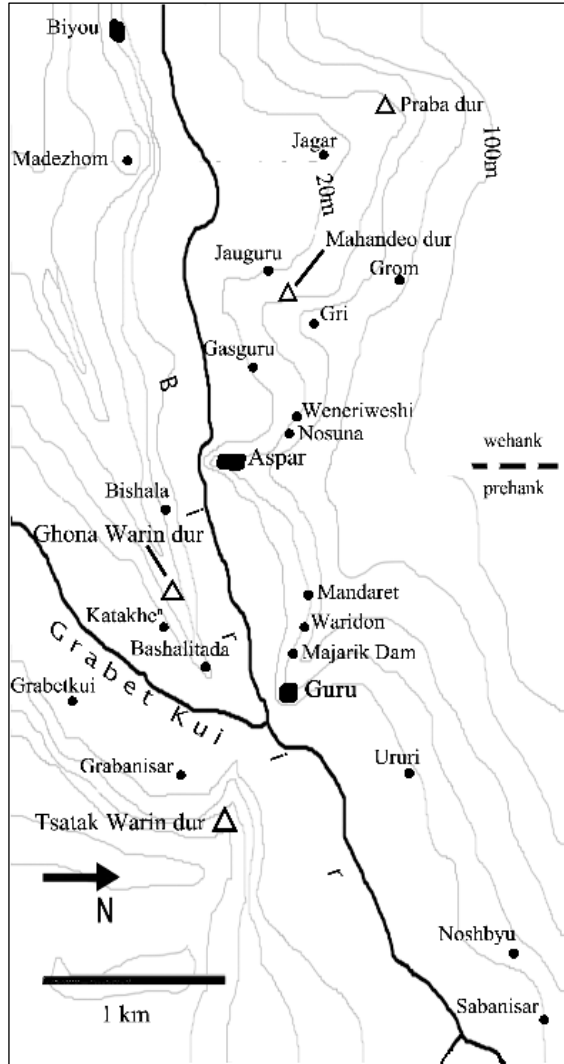 Biyou
Praba dur
Jagar
Madezhom
100m
20m
Mahandeo dur
Jauguru
Grom
Gri
Gasguru
B
Weneriweshi
Nosuna
wehank
Aspar
prehank
Bishala
i
Ghona Warin dur
Mandaret
Katakheⁿ
Waridon
r
Bashalitada
Majarik Dam
Grabetkui
Guru
Grabet Kui
i
Ururi
Grabanisar
Tsatak Warin dur
r
N
Noshbyu
1 km
Sabanisar